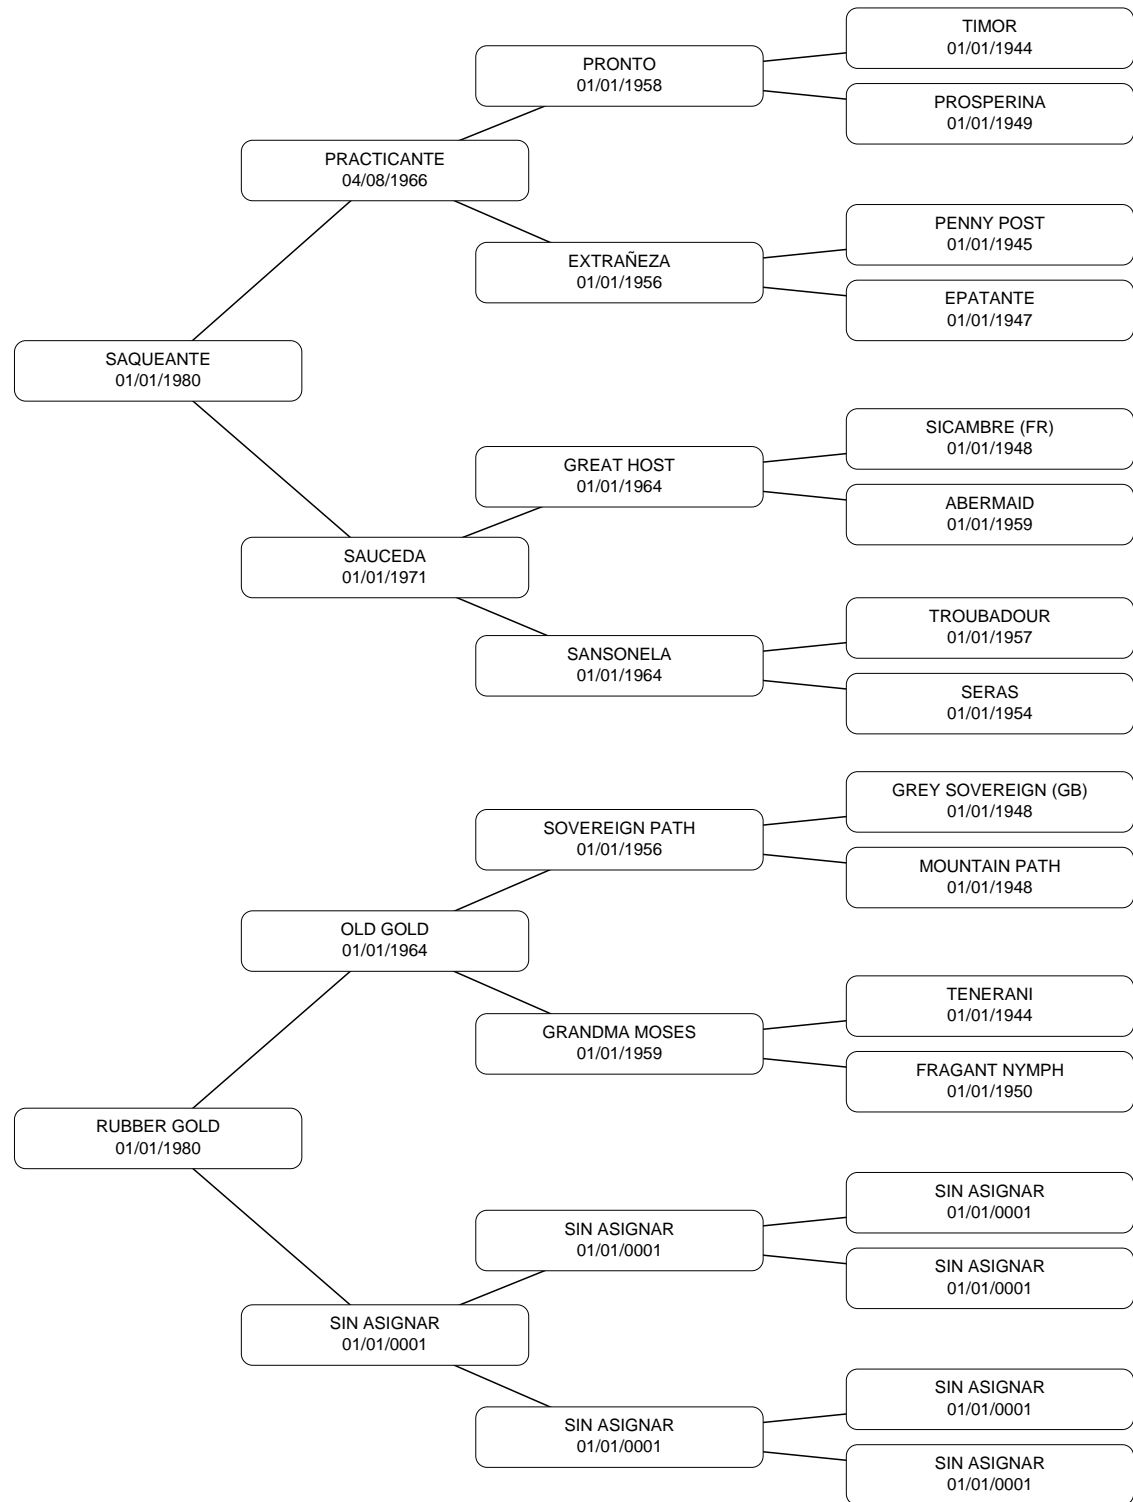 TIMOR
01/01/1944
PRONTO
01/01/1958
PROSPERINA
01/01/1949
PRACTICANTE
04/08/1966
PENNY POST
01/01/1945
EXTRAÑEZA
01/01/1956
EPATANTE
01/01/1947
SAQUEANTE
01/01/1980
SICAMBRE (FR)
01/01/1948
GREAT HOST
01/01/1964
ABERMAID
01/01/1959
SAUCEDA
01/01/1971
TROUBADOUR
01/01/1957
SANSONELA
01/01/1964
SERAS
01/01/1954
GREY SOVEREIGN (GB)
01/01/1948
SOVEREIGN PATH
01/01/1956
MOUNTAIN PATH
01/01/1948
OLD GOLD
01/01/1964
TENERANI
01/01/1944
GRANDMA MOSES
01/01/1959
FRAGANT NYMPH
01/01/1950
RUBBER GOLD
01/01/1980
SIN ASIGNAR
01/01/0001
SIN ASIGNAR
01/01/0001
SIN ASIGNAR
01/01/0001
SIN ASIGNAR
01/01/0001
SIN ASIGNAR
01/01/0001
SIN ASIGNAR
01/01/0001
SIN ASIGNAR
01/01/0001